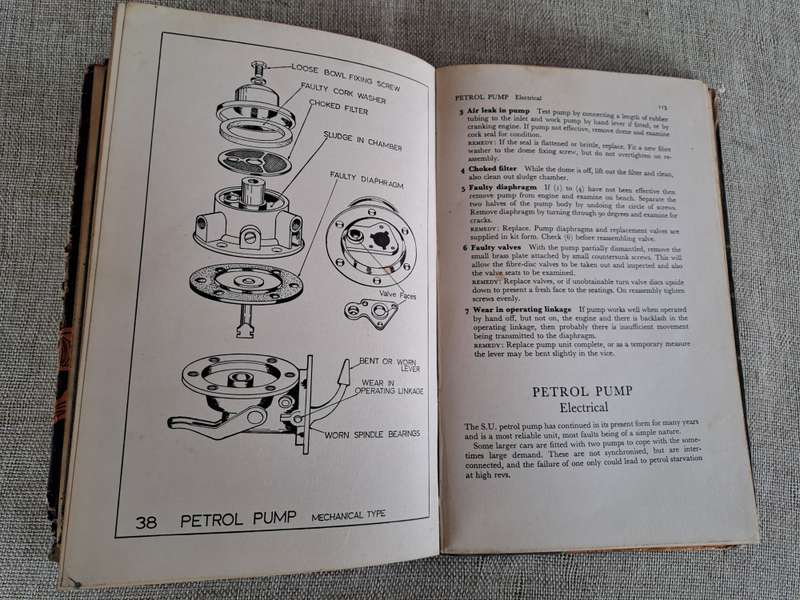 LOOSE BOWL FIXING SCREW
FAULTY CORK WASHER
CHOKED FILTER
SLUDGE IN CHAMBER
FAULTY DIAPHRAGM
Valve Faces
BENT OR WORN
LEVER
WEAR IN
OPERATING LINKAGE
WORN SPINDLE BEARINGS
38 PETROL PUMP MECHANICAL TYPE
PETROL PUMP Electrical
113
3 Air leak in pump Test pump by connecting a length of rubber
tubing to the inlet and work pump by hand lever if fitted, or by
cranking engine. If pump not effective, remove dome and examine
cork seal for condition.
REMEDY: If the seal is flattened or brittle, replace. Fit a new fibre
washer to the dome fixing screw, but do not overtighten on re-
assembly.
4 Choked filter While the dome is off, lift out the filter and clean,
also clean out sludge chamber.
5 Faulty diaphragm If (1) to (4) have not been effective then
remove pump from engine and examine on bench. Separate the
two halves of the pump body by undoing the circle of screws.
Remove diaphragm by turning through 90 degrees and examine for
cracks.
REMEDY: Replace. Pump diaphragms and replacement valves are
supplied in kit form. Check (6) before reassembling valve.
6 Faulty valves With the pump partially dismantled, remove the
small brass plate attached by small countersunk screws. This will
allow the fibre-disc valves to be taken out and inspected and also
the valve seats to be examined.
REMEDY: Replace valves, or if unobtainable turn valve discs upside
down to present a fresh face to the seatings. On reassembly tighten
screws evenly.
7 Wear in operating linkage If pump works well when operated
by hand off, but not on, the engine and there is backlash in the
operating linkage, then probably there is insufficient movement
being transmitted to the diaphragm.
REMEDY: Replace pump unit complete, or as a temporary measure
the lever may be bent slightly in the vice.
PETROL PUMP
Electrical
The S.U. petrol pump has continued in its present form for many years
and is a most reliable unit, most faults being of a simple nature.
Some larger cars are fitted with two pumps to cope with the some-
times large demand. These are not synchronised, but are inter-
connected, and the failure of one only could lead to petrol starvation
at high revs.